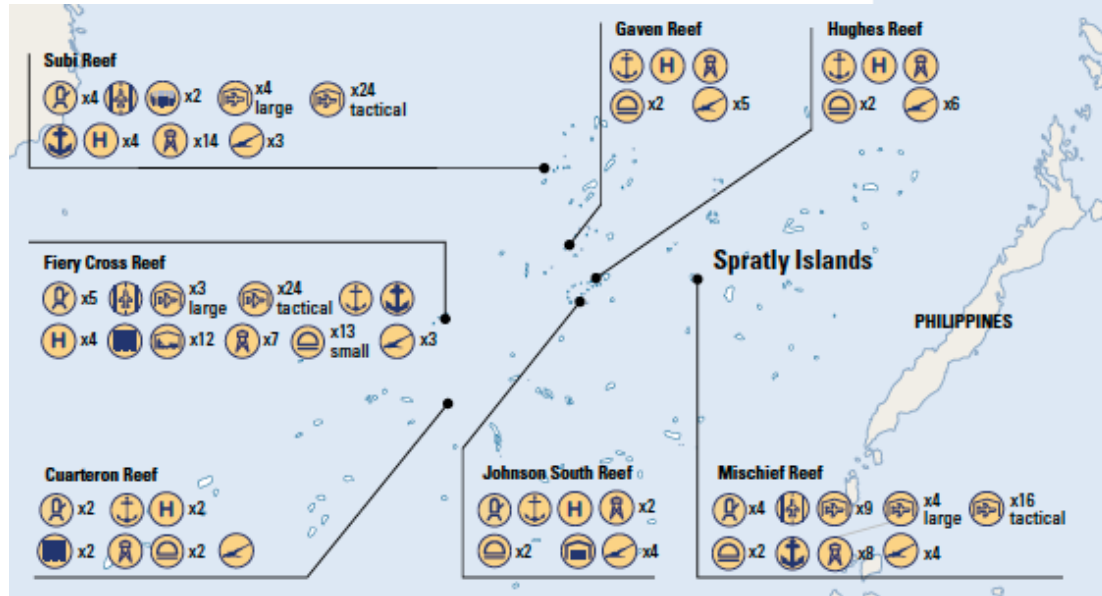 Gaven Reef
H
x2 x5
Hughes Reef
H
x2 x6
Subi Reef
x4 x2 x4 large x24 tactical
H x4 x14 x3
Fiery Cross Reef
x5 x3 large x24 tactical
H x4 x12 x7 x13 small x3
Spratly Islands
PHILIPPINES
Cuarteron Reef
x2 H x2
x2 x2
Johnson South Reef
H x2
x2 x4
Mischief Reef
x4 x9 x4 large x16 tactical
x2 x8 x4